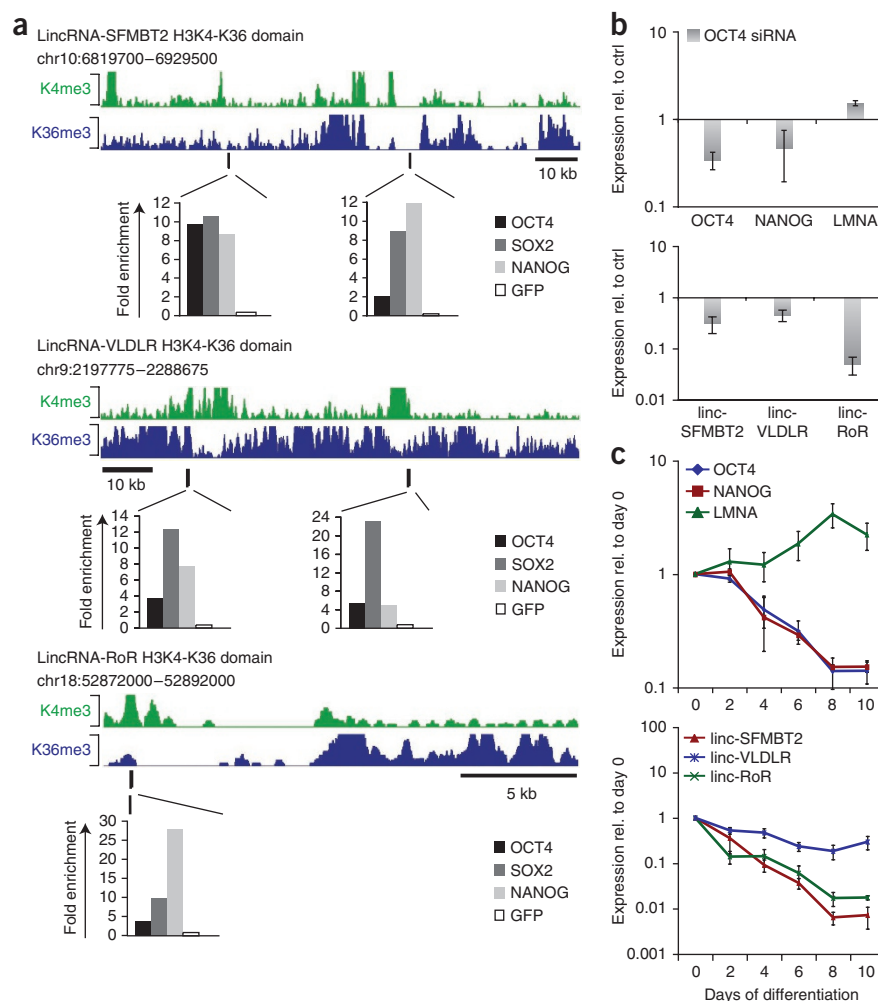 a
LincRNA-SFMBT2 H3K4-K36 domain
chr10:6819700–6929500
K4me3
K36me3
10 kb
Fold enrichment
12
10
8
6
4
2
0
12
10
8
6
4
2
0
OCT4
SOX2
NANOG
GFP
LincRNA-VLDLR H3K4-K36 domain
chr9:2197775–2288675
K4me3
K36me3
10 kb
Fold enrichment
14
12
10
8
6
4
2
0
24
20
16
12
8
4
0
OCT4
SOX2
NANOG
GFP
LincRNA-RoR H3K4-K36 domain
chr18:52872000–52892000
K4me3
K36me3
5 kb
Fold enrichment
30
25
20
15
10
5
0
OCT4
SOX2
NANOG
GFP
b
OCT4 siRNA
Expression rel. to ctrl
10
1
0.1
OCT4 NANOG LMNA
Expression rel. to ctrl
10
1
0.1
0.01
linc- linc- linc-
SFMBT2 VLDLR RoR
c
OCT4
NANOG
LMNA
Expression rel. to day 0
10
1
0.1
0 2 4 6 8 10
linc-SFMBT2
linc-VLDLR
linc-RoR
Expression rel. to day 0
100
10
1
0.1
0.01
0.001
0 2 4 6 8 10
Days of differentiation